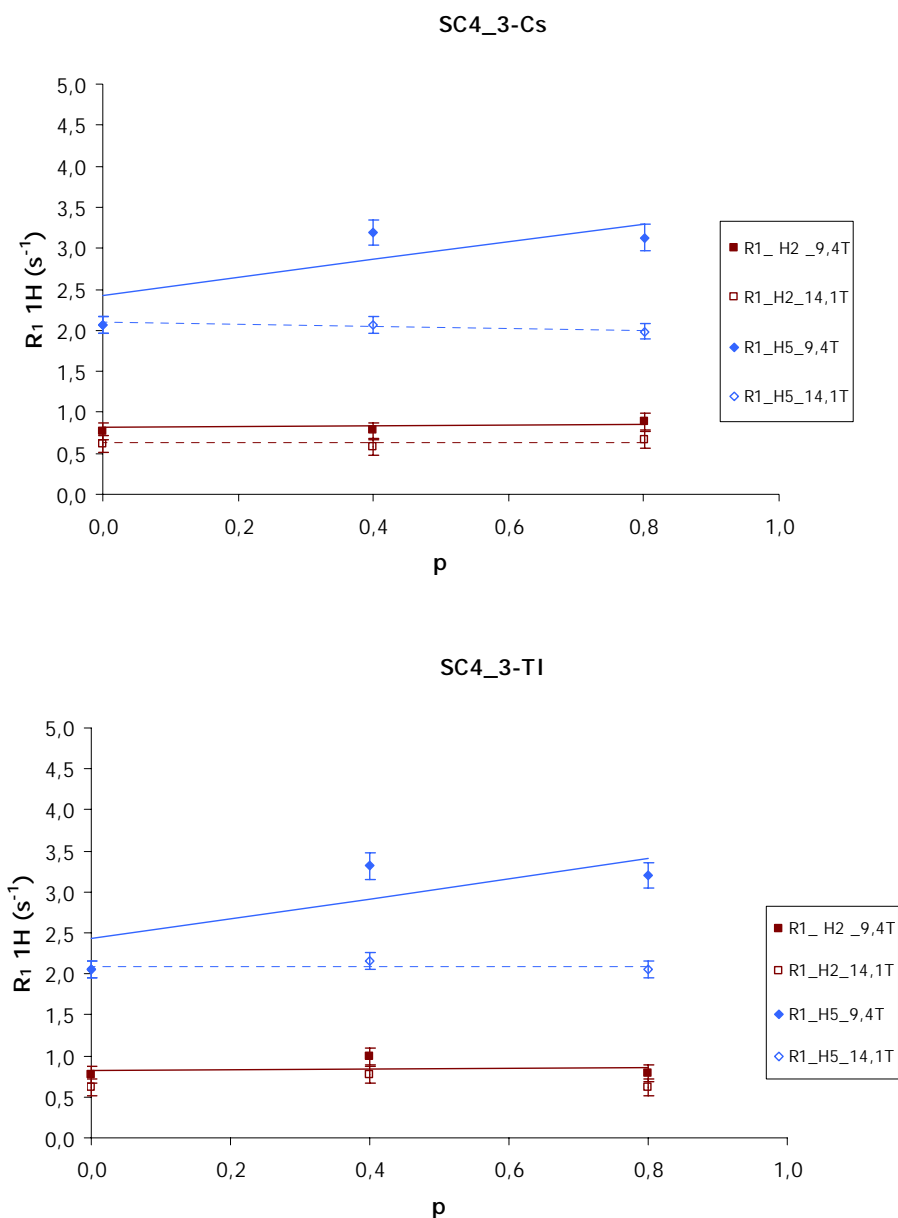 SC4_3-Cs
5,0
4,5
4,0
3,5
3,0
2,5
2,0
1,5
1,0
0,5
0,0
R₁ 1H (s⁻¹)
0,0 0,2 0,4 0,6 0,8 1,0
p
R1_ H2 _9,4T
R1_H2_14,1T
R1_H5_9,4T
R1_H5_14,1T
SC4_3-Tl
5,0
4,5
4,0
3,5
3,0
2,5
2,0
1,5
1,0
0,5
0,0
R₁ 1H (s⁻¹)
0,0 0,2 0,4 0,6 0,8 1,0
p
R1_ H2 _9,4T
R1_H2_14,1T
R1_H5_9,4T
R1_H5_14,1T